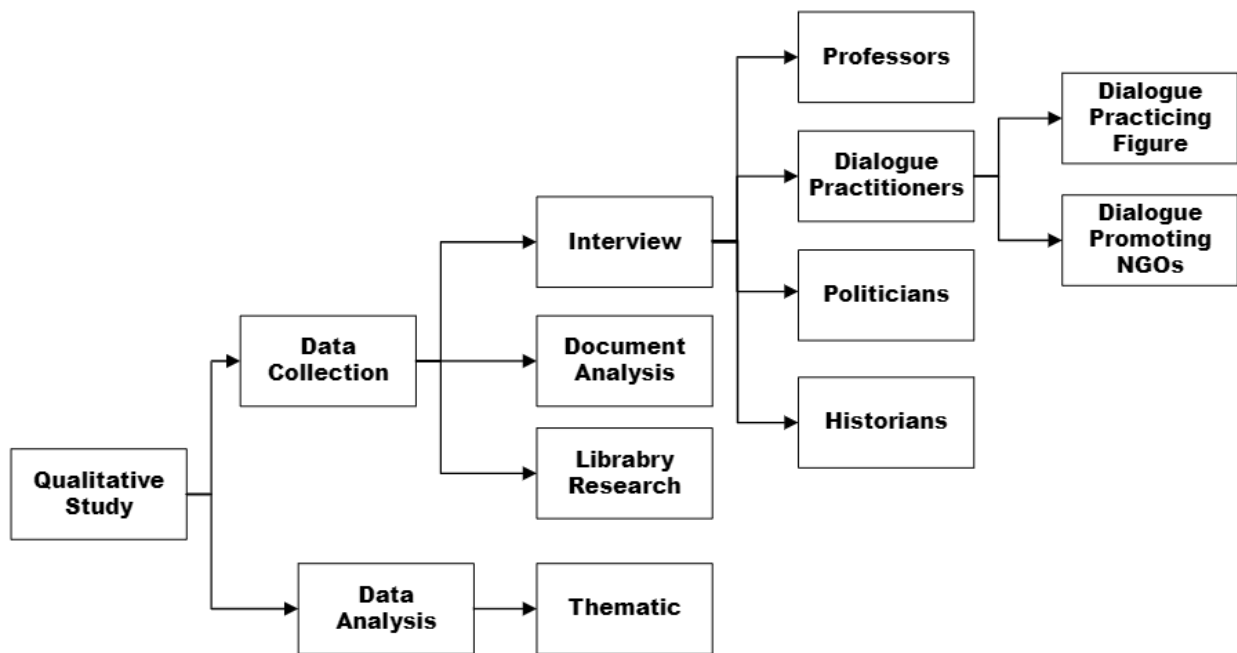 Professors
Dialogue
Practicing
Figure
Dialogue
Practitioners
Dialogue
Promoting
NGOs
Interview
Politicians
Data
Collection
Document
Analysis
Historians
Qualitative
Study
Librabry
Research
Data
Analysis
Thematic